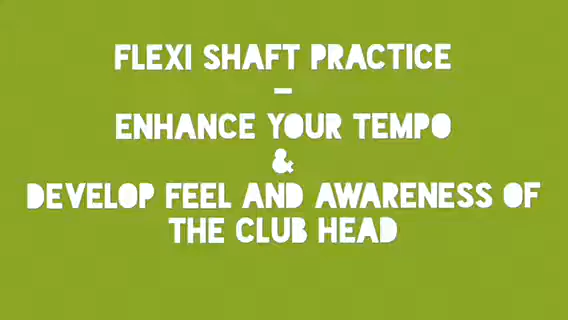 FLEXI SHAFT PRACTICE
–
ENHANCE YOUR TEMPO
&
DEVELOP FEEL AND AWARENESS OF
THE CLUB HEAD